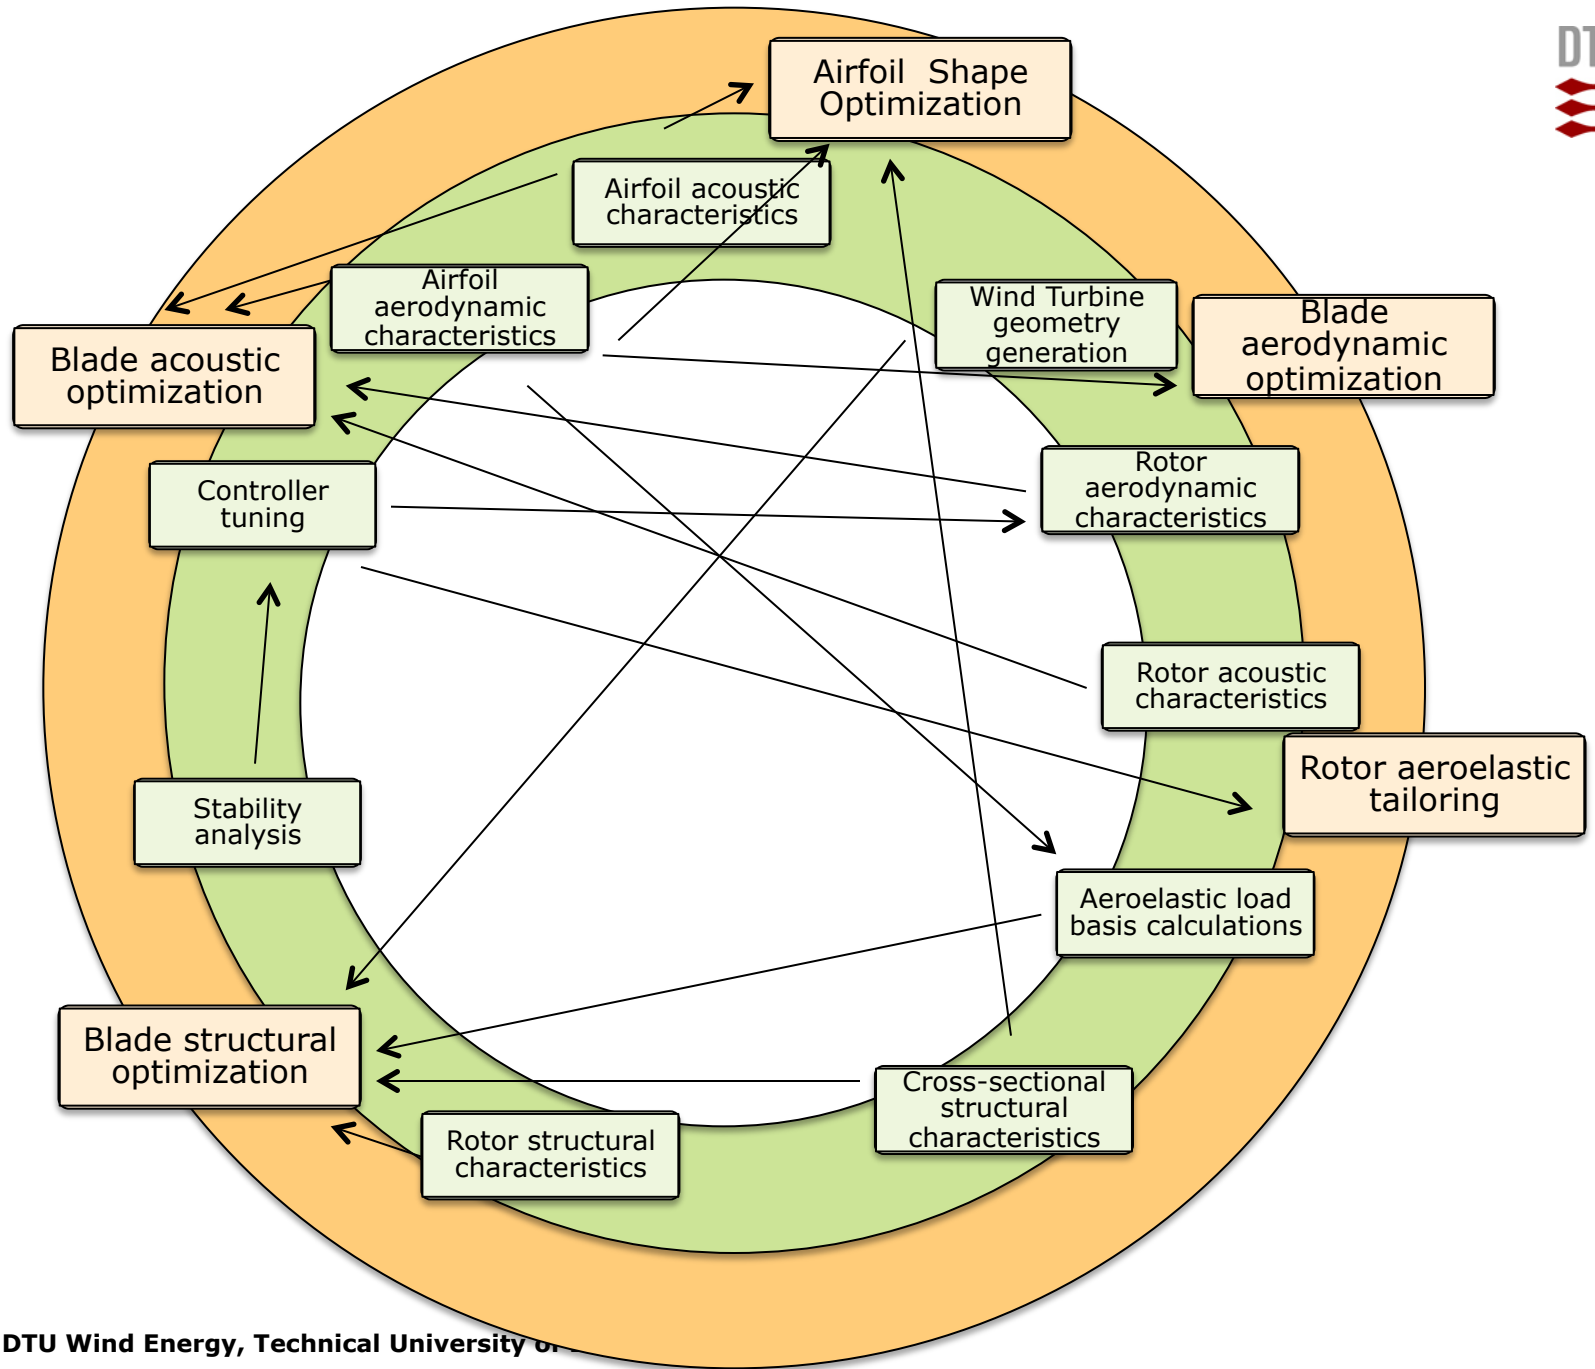 DT
Airfoil Shape
Optimization
Airfoil acoustic
characteristics
Airfoil
aerodynamic
characteristics
Wind Turbine
geometry
generation
Blade
aerodynamic
optimization
Blade acoustic
optimization
Controller
tuning
Rotor
aerodynamic
characteristics
Rotor acoustic
characteristics
Rotor aeroelastic
tailoring
Stability
analysis
Aeroelastic load
basis calculations
Blade structural
optimization
Cross-sectional
structural
characteristics
Rotor structural
characteristics
DTU Wind Energy, Technical University of